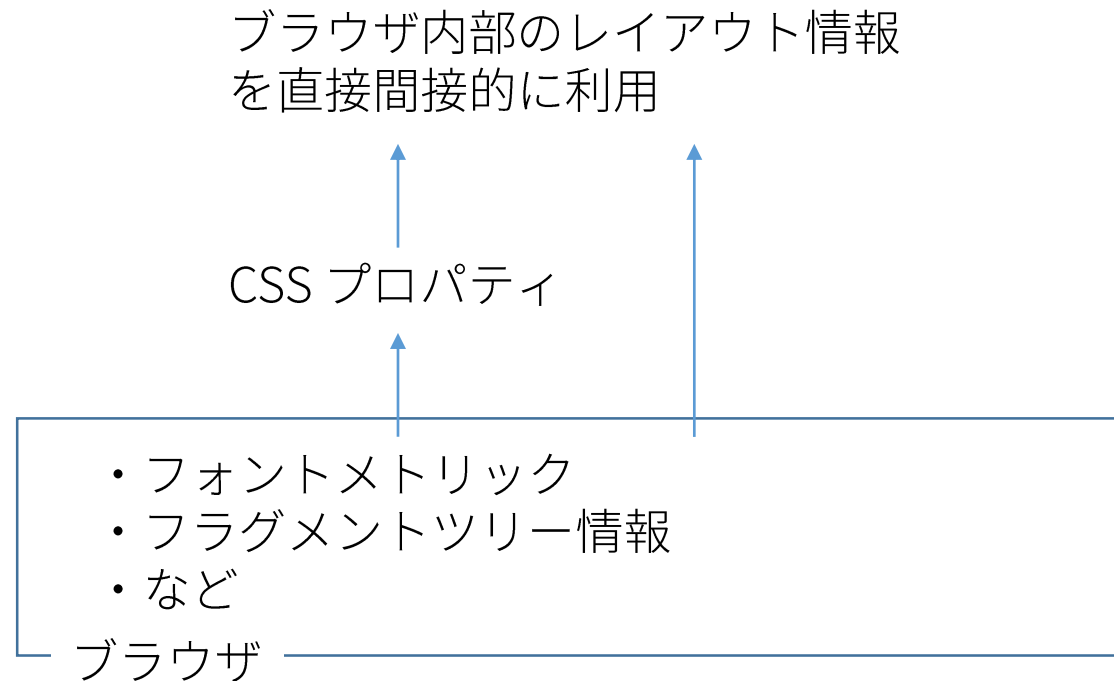 ブラウザ内部のレイアウト情報
を直接間接的に利用
CSS プロパティ
・フォントメトリック
・フラグメントツリー情報
・など
ブラウザ